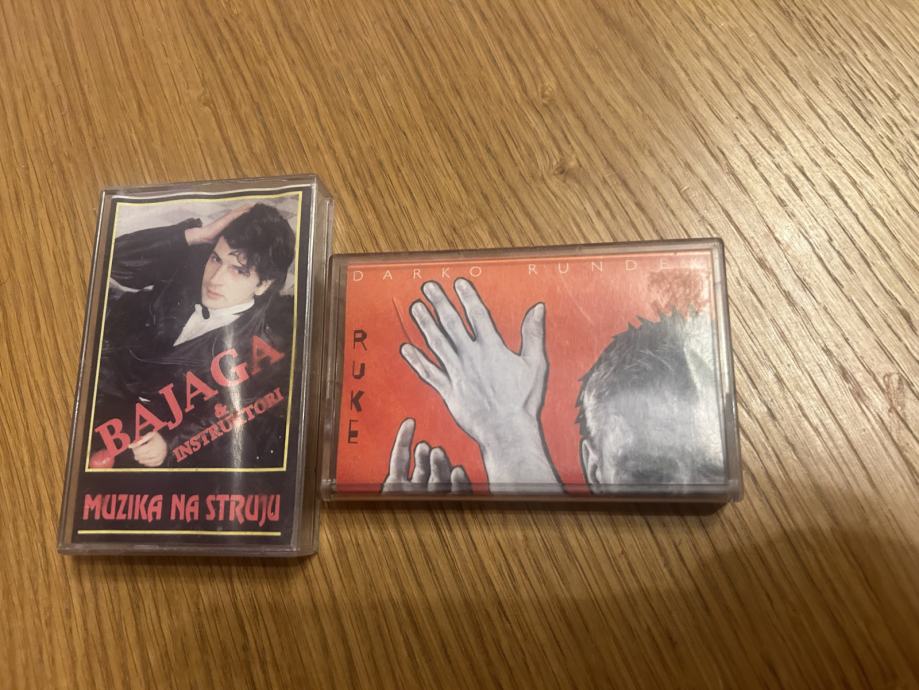 BAJAGA
&
INSTRUKTORI
MUZIKA NA STRUJU
DARKO RUNDEK
RUKE